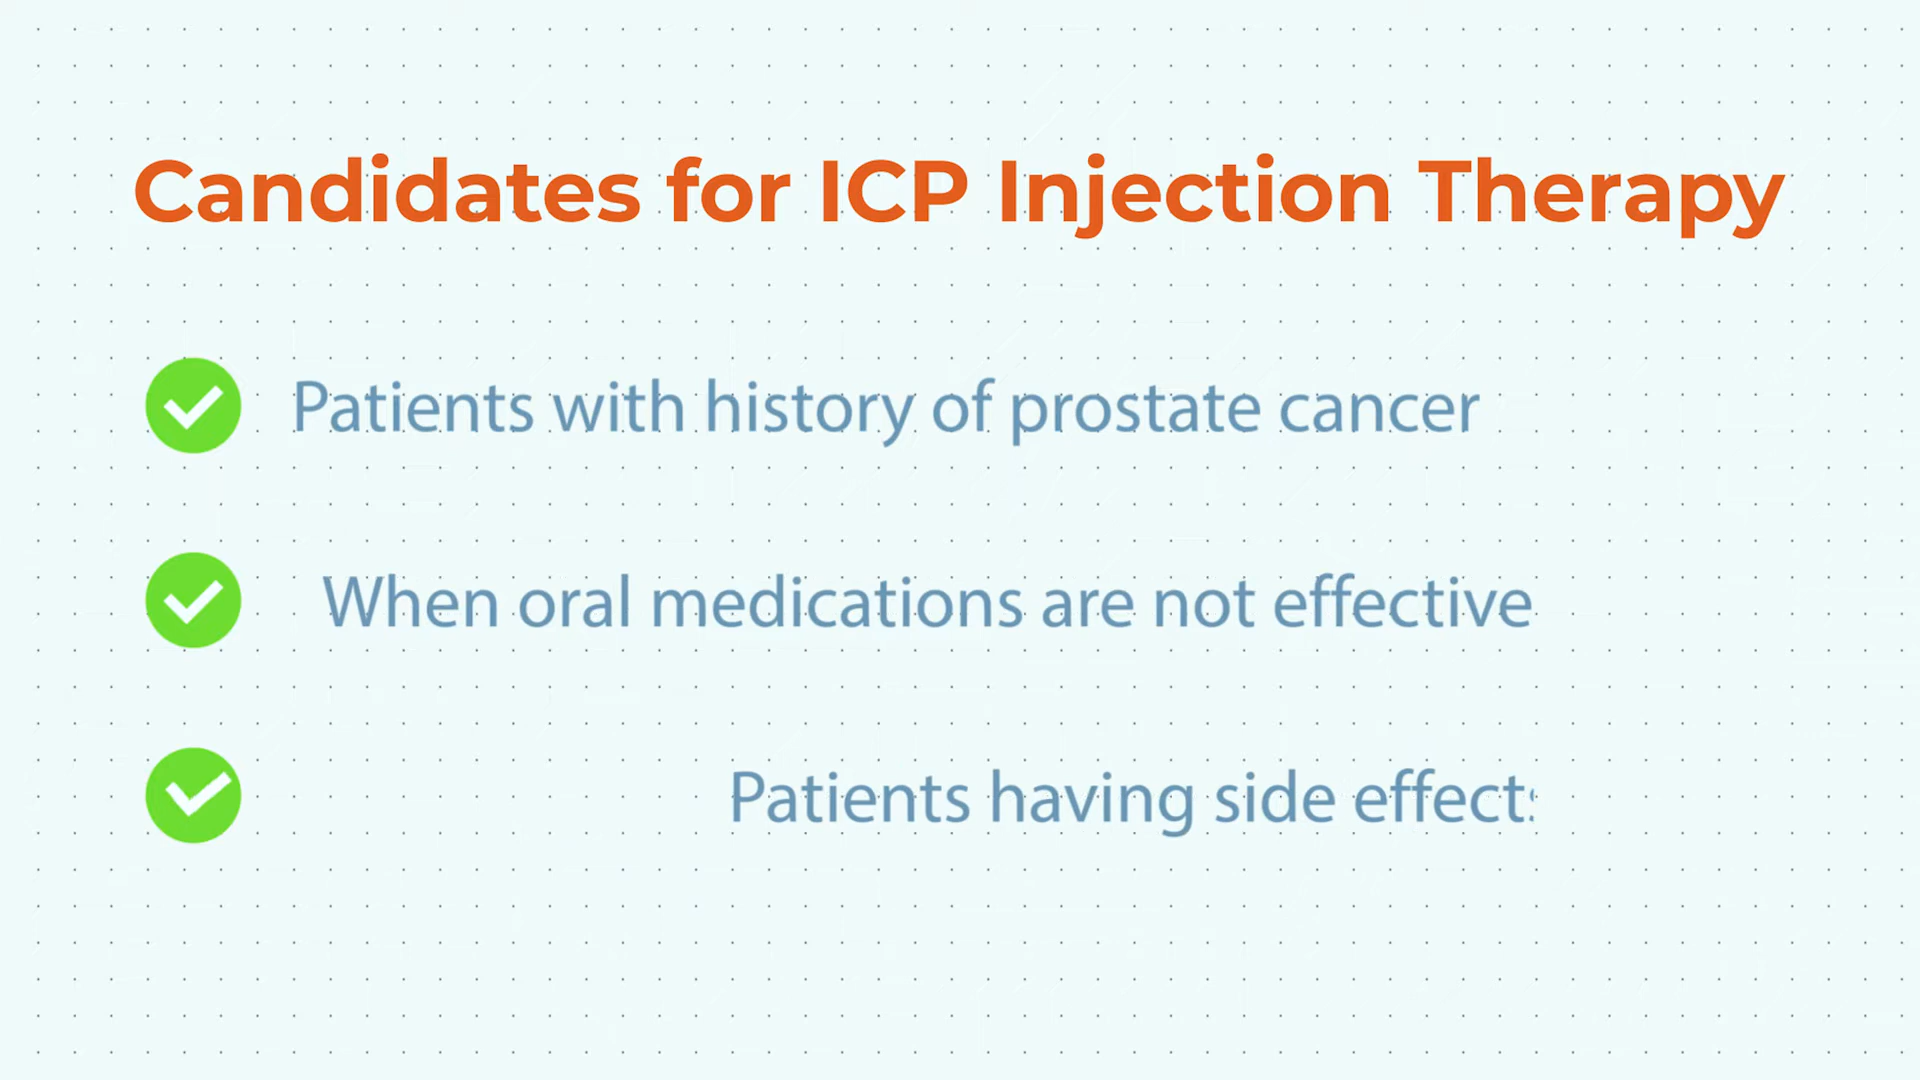 Candidates for ICP Injection Therapy
Patients with history of prostate cancer
When oral medications are not effective
Patients having side effects